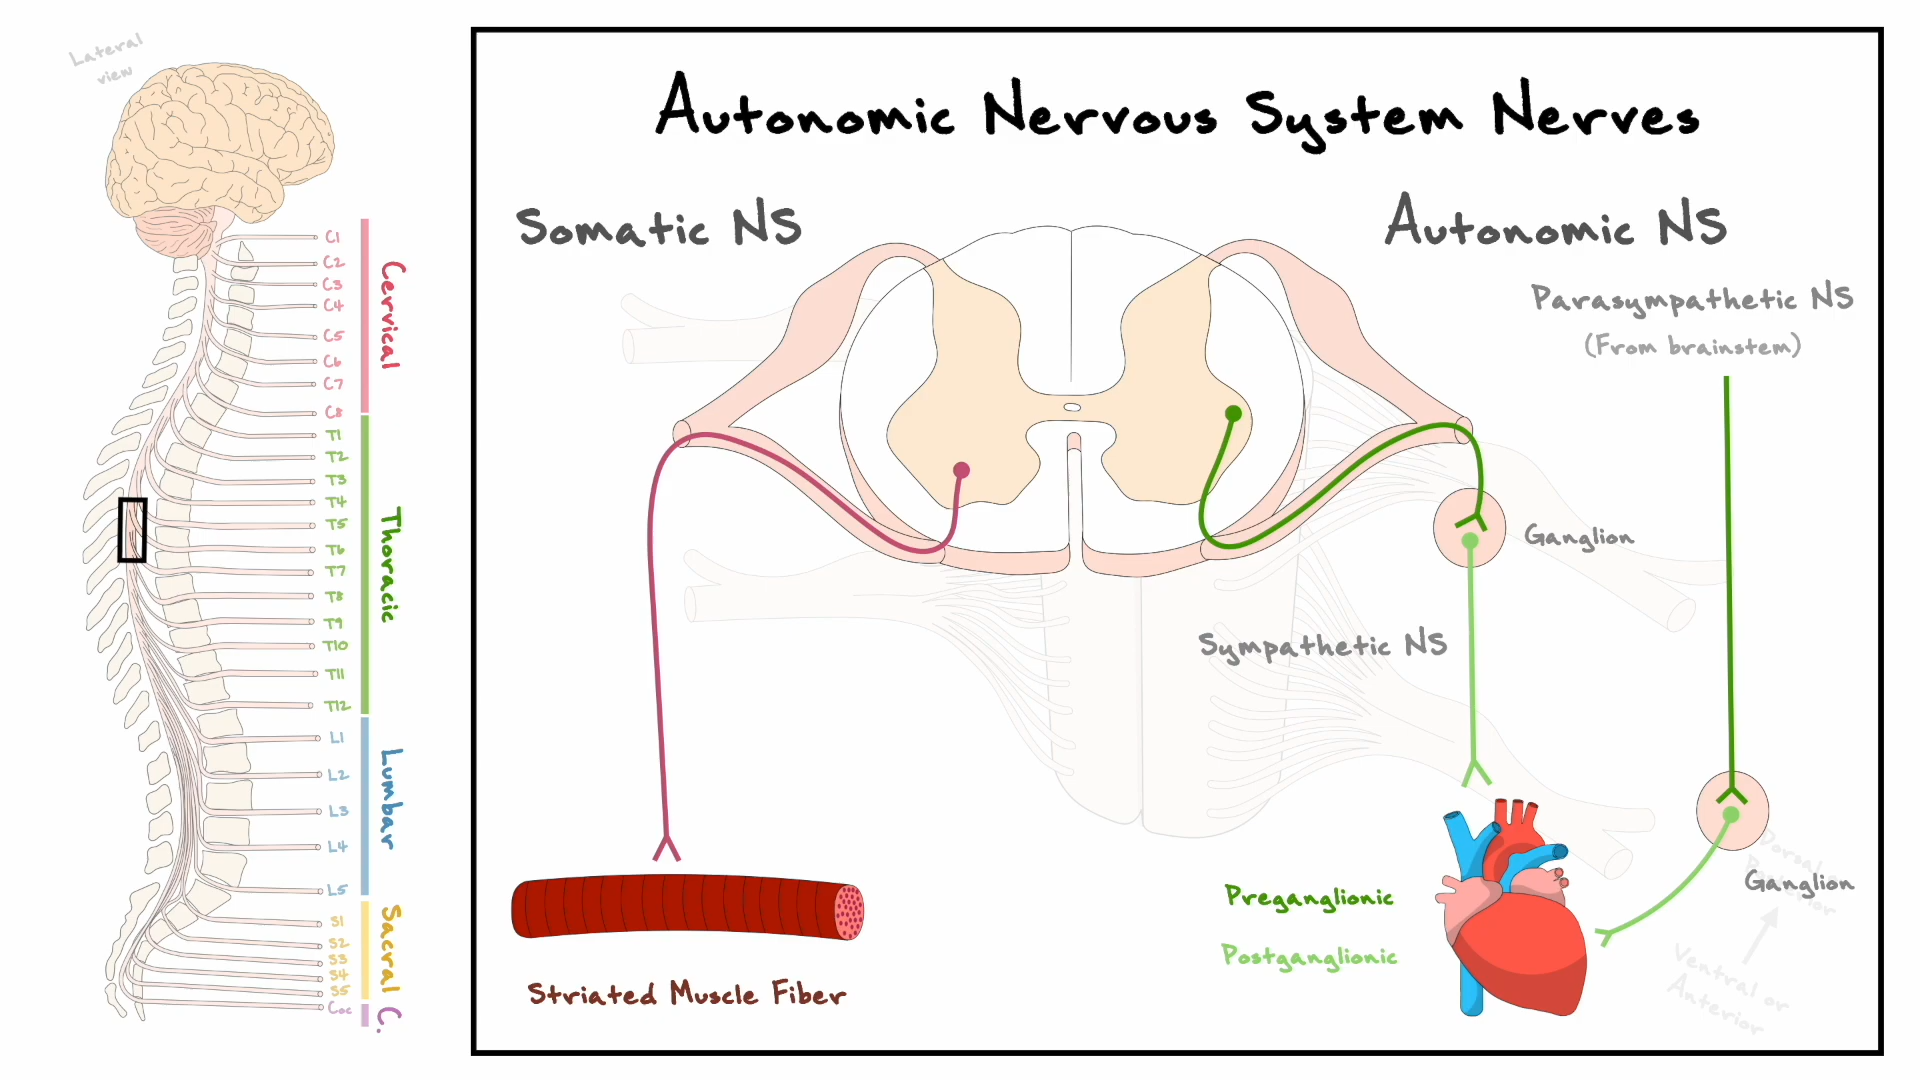 Lateral
view
C1
C2
C3
C4
C5
C6
C7
C8
T1
T2
T3
T4
T5
T6
T7
T8
T9
T10
T11
T12
L1
L2
L3
L4
L5
S1
S2
S3
S4
S5
Coc
Cervical
Thoracic
Lumbar
Sacral
C.
Autonomic Nervous System Nerves
Somatic NS
Autonomic NS
Parasympathetic NS
(From brainstem)
Ganglion
Sympathetic NS
Preganglionic
Postganglionic
Striated Muscle Fiber
Dorsal
Ganglion
Ventral or
Anterior